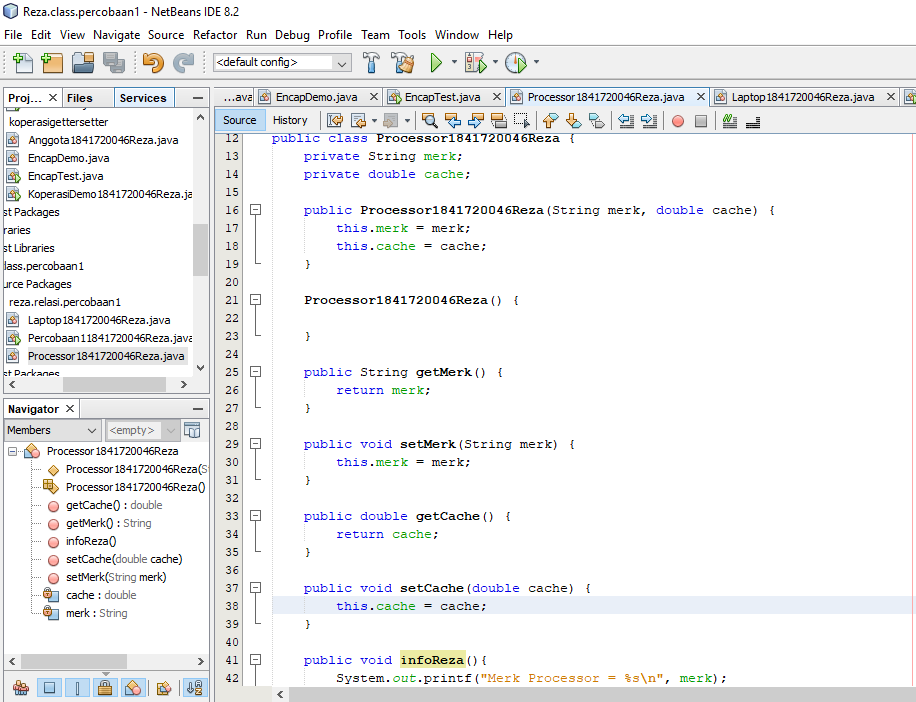 Reza.class.percobaan1 - NetBeans IDE 8.2
File Edit View Navigate Source Refactor Run Debug Profile Team Tools Window Help
<default config>
Proj... Files Services
koperasigettersetter
Anggota1841720046Reza.java
EncapDemo.java
EncapTest.java
KoperasiDemo1841720046Reza.ja
st Packages
raries
st Libraries
lass.percobaan1
urce Packages
reza.relasi.percobaan1
Laptop1841720046Reza.java
Percobaan11841720046Reza.java
Processor1841720046Reza.java
st Packages
Navigator
Members <empty>
Processor1841720046Reza
Processor1841720046Reza(S
Processor1841720046Reza()
getCache() : double
getMerk() : String
infoReza()
setCache(double cache)
setMerk(String merk)
cache : double
merk : String
...ava EncapDemo.java EncapTest.java Processor1841720046Reza.java Laptop1841720046Reza.java
Source History
12 public class Processor1841720046Reza {
13 private String merk;
14 private double cache;
15
16 public Processor1841720046Reza(String merk, double cache) {
17 this.merk = merk;
18 this.cache = cache;
19 }
20
21 Processor1841720046Reza() {
22
23 }
24
25 public String getMerk() {
26 return merk;
27 }
28
29 public void setMerk(String merk) {
30 this.merk = merk;
31 }
32
33 public double getCache() {
34 return cache;
35 }
36
37 public void setCache(double cache) {
38 this.cache = cache;
39 }
40
41 public void infoReza(){
42 System.out.printf("Merk Processor = %s\n", merk);